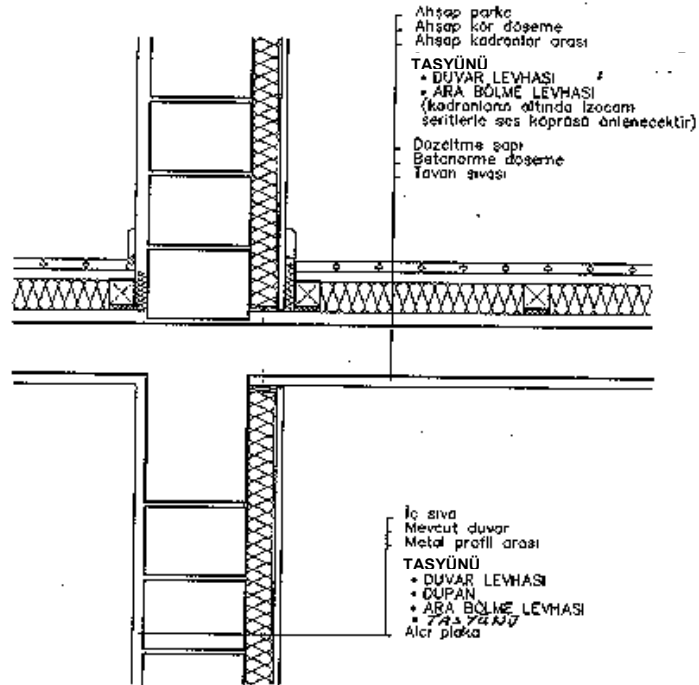 Ahşap parke
Ahşap kör döşeme
Ahşap kadronlar arası
TASYÜNÜ
• DUVAR LEVHASI
• ARA BÖLME LEVHASI
(kadronların altında İzocam
şeritlerle ses köprüsü önlenecektir)
Düzeltme şapı
Betonarme döşeme
Tavan sıvası
İç sıva
Mevcut duvar
Metal profil arası
TASYÜNÜ
• DUVAR LEVHASI
• DUPAN
• ARA BÖLME LEVHASI
• TAŞYÜNÜ
Alçı plaka